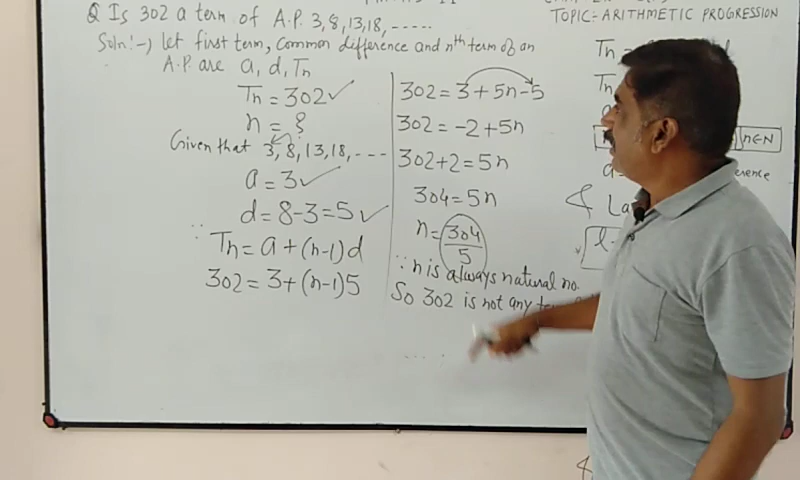 Q Is 302 a term of A.P. 3, 8, 13, 18, -----
Soln:-) let first term, Common difference and nth term of an
A.P. are a, d, Tn
Tn = 302 ✓
n = ?
Given that 3, 8, 13, 18, ---
a = 3 ✓
d = 8-3 = 5 ✓
∵ Tn = a + (n-1)d
302 = 3 + (n-1)5
302 = 3 + 5n - 5
302 = -2 + 5n
302 + 2 = 5n
304 = 5n
n = 304/5
∵ n is always natural no.
So 302 is not any
TOPIC:- ARITHMETIC PROGRESSION
Tn =
Tn
n∈N
& La
l =